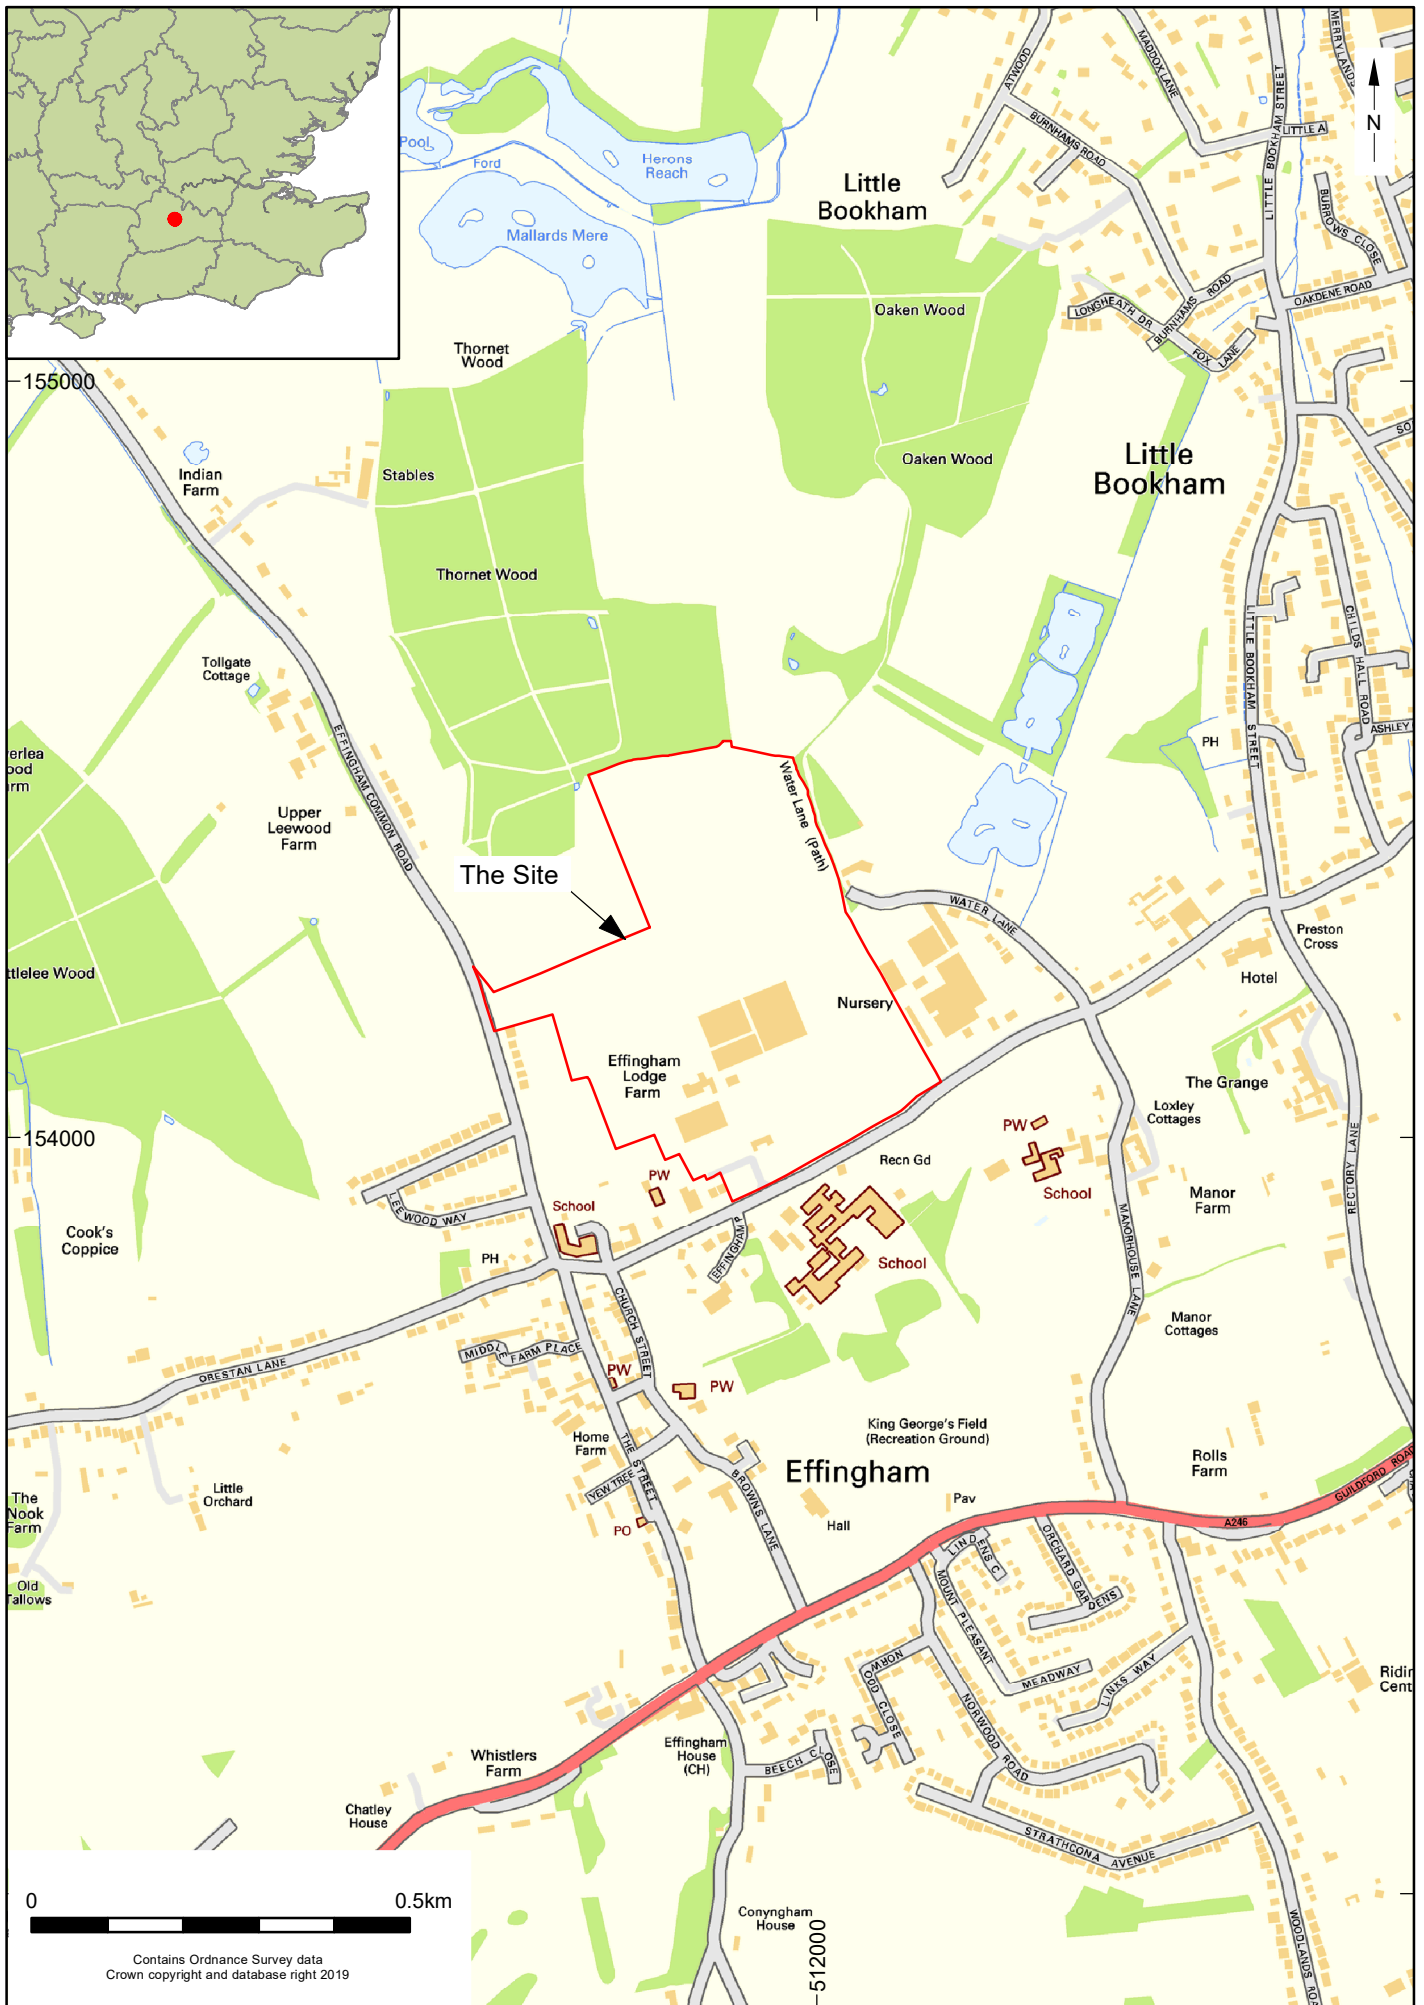 Pool
Ford
Herons
Reach
Mallards Mere
Little
Bookham
ATWOOD
MADDOX LANE
BURNHAMS ROAD
LITTLE BOOKHAM STREET
LITTLE A
N
BURROWS CLOSE
Oaken Wood
LONGHEATH DR
BURNHAMS ROAD
FOX LANE
OAKDENE ROAD
Thornet
Wood
155000
Indian
Farm
Stables
Oaken Wood
Little
Bookham
SO
Thornet Wood
LITTLE BOOKHAM STREET
CHILDS HALL ROAD
Tollgate
Cottage
EFFINGHAM COMMON ROAD
PH
ASHLEY
verlea
ood
arm
Water Lane (Path)
Upper
Leewood
Farm
The Site
WATER LANE
Preston
Cross
ttlelee Wood
Hotel
Nursery
Effingham
Lodge
Farm
The Grange
Loxley
Cottages
PW
154000
Recn Gd
PW
School
School
Manor
Farm
RECTORY LANE
LEEWOOD WAY
Cook's
Coppice
PH
EFFINGHAM P
School
MANORHOUSE LANE
CHURCH STREET
Manor
Cottages
MIDDLE FARM PLACE
ORESTAN LANE
PW
PW
King George's Field
(Recreation Ground)
Home
Farm
THE STREET
Effingham
Rolls
Farm
GUILDFORD ROAD
YEW TREE
BROWNS LANE
Little
Orchard
The
Nook
Farm
Pav
Hall
PO
A246
LINDENS C
ORCHARD GARDENS
Old
Tallows
MOUNT PLEASANT
NORWOOD CLOSE
MEADWAY
LINKS WAY
Ridin
Cent
NORWOOD ROAD
Effingham
House
(CH)
Whistlers
Farm
BEECH CLOSE
Chatley
House
STRATHCONA AVENUE
0
0.5km
Conyngham
House
512000
WOODLANDS ROA
Contains Ordnance Survey data
Crown copyright and database right 2019